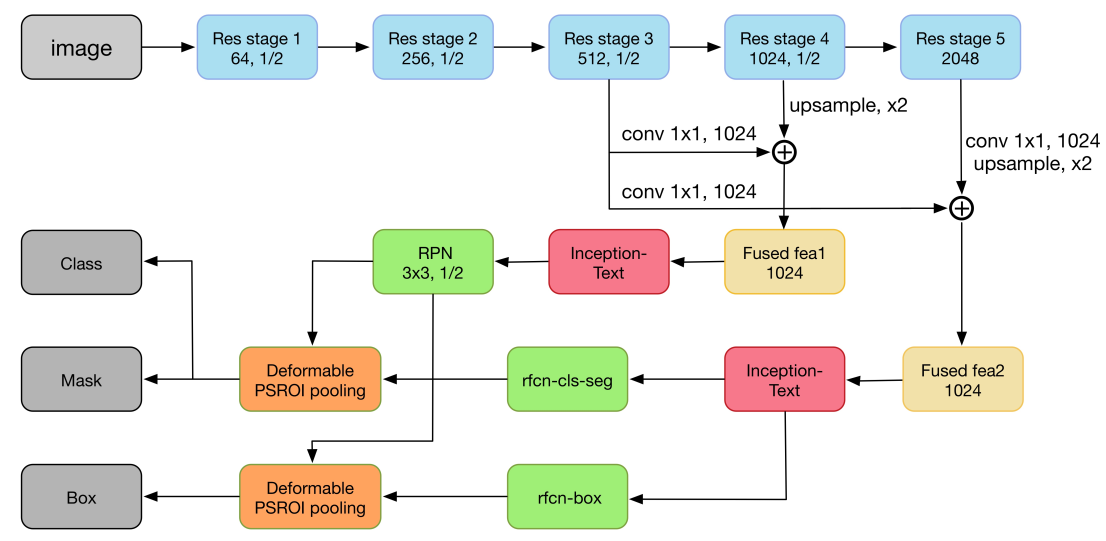 image
Res stage 1
64, 1/2
Res stage 2
256, 1/2
Res stage 3
512, 1/2
Res stage 4
1024, 1/2
Res stage 5
2048
upsample, x2
conv 1x1, 1024
conv 1x1, 1024
upsample, x2
conv 1x1, 1024
Class
RPN
3x3, 1/2
Inception-
Text
Fused fea1
1024
Mask
Deformable
PSROI pooling
rfcn-cls-seg
Inception-
Text
Fused fea2
1024
Box
Deformable
PSROI pooling
rfcn-box